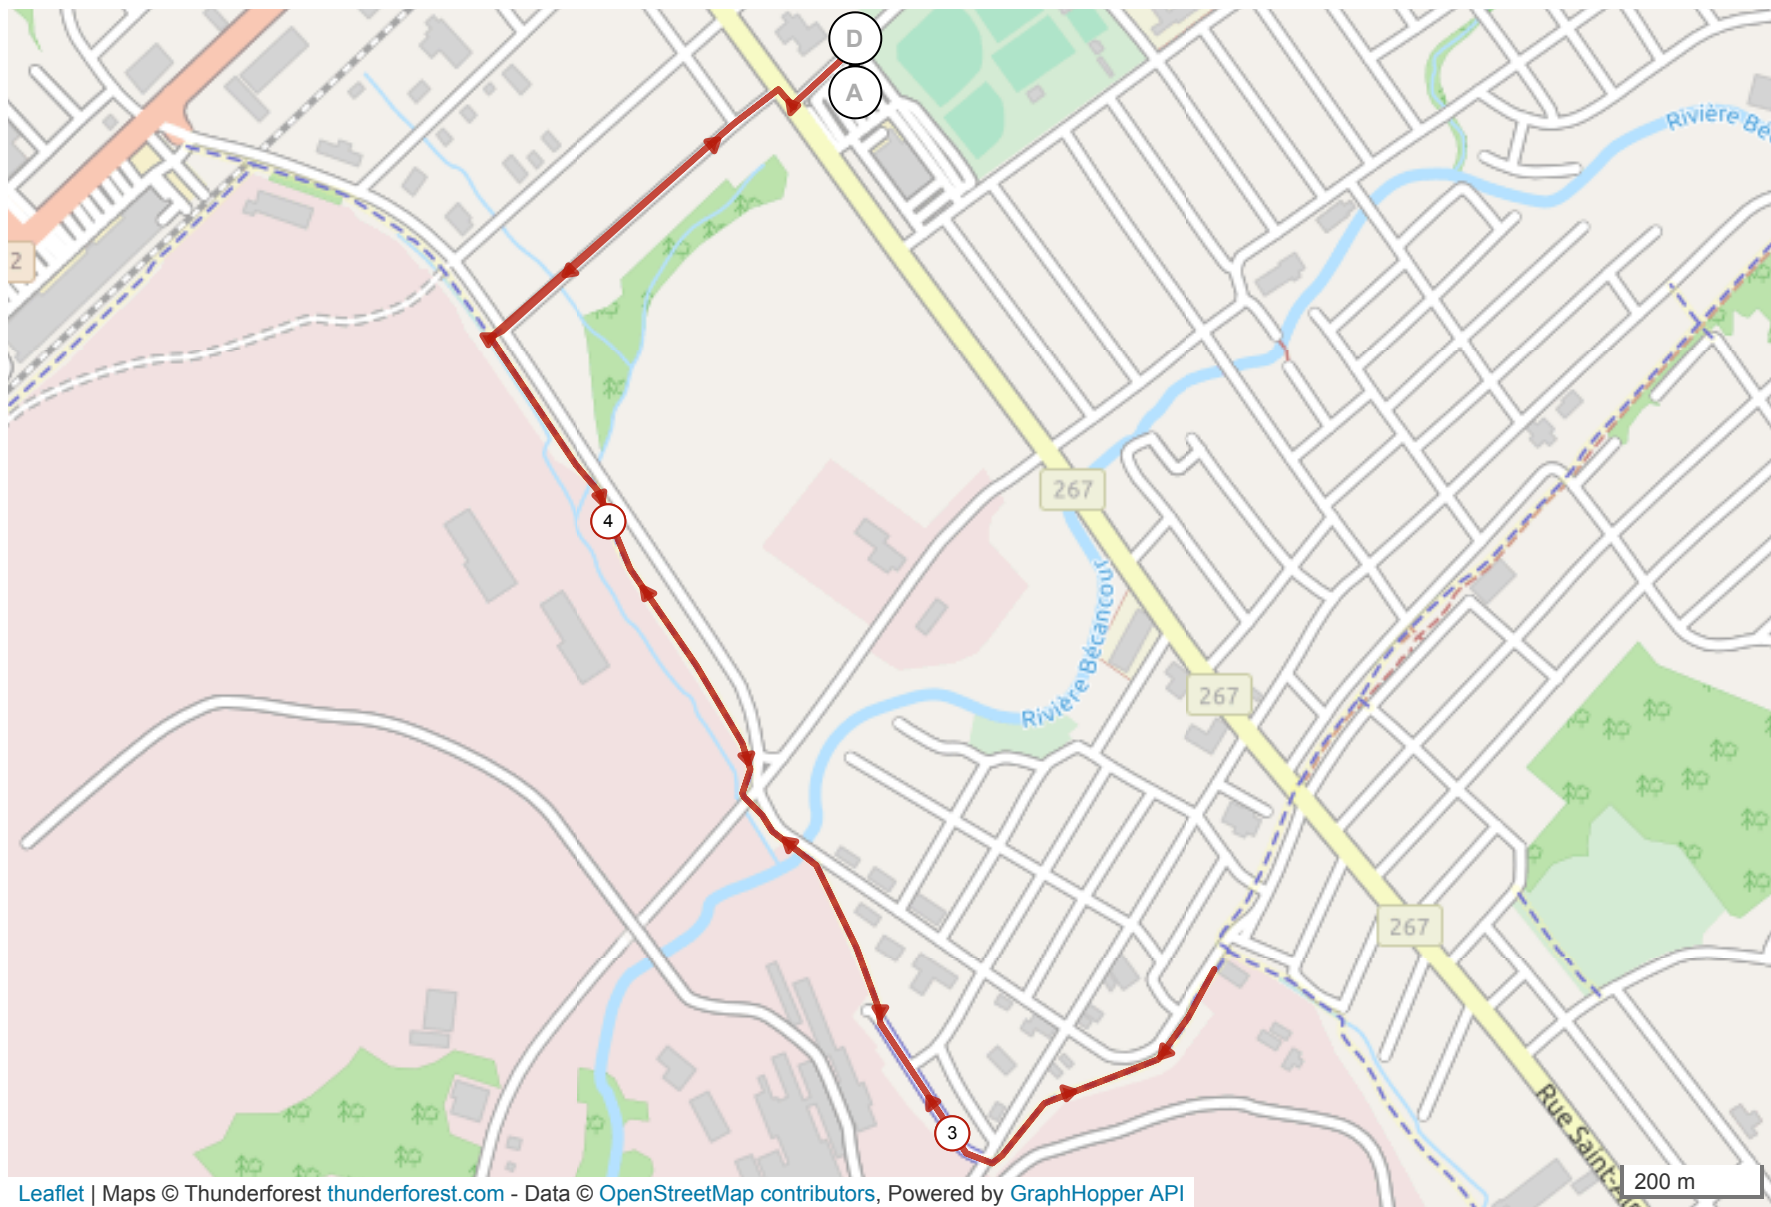 D
A
Rivière Bé
2
267
4
Rivière Bécancour
267
267
3
Rue Saint-A
200 m
Leaflet | Maps © Thunderforest thunderforest.com - Data © OpenStreetMap contributors, Powered by GraphHopper API